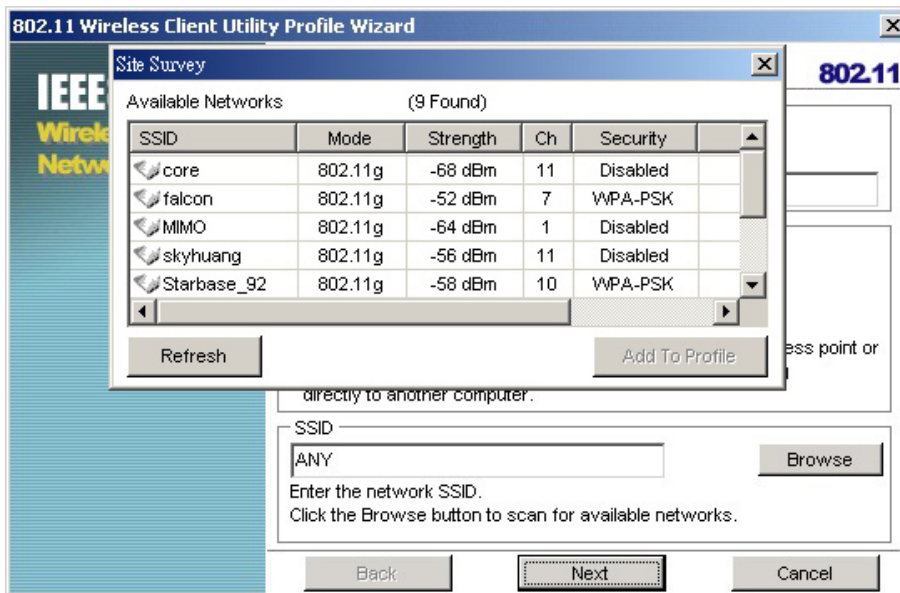 802.11 Wireless Client Utility Profile Wizard
Site Survey
IEEE
802.11
Available Networks (9 Found)
SSID Mode Strength Ch Security
core 802.11g -68 dBm 11 Disabled
falcon 802.11g -52 dBm 7 WPA-PSK
MIMO 802.11g -64 dBm 1 Disabled
skyhuang 802.11g -56 dBm 11 Disabled
Starbase_92 802.11g -58 dBm 10 WPA-PSK
Refresh
Add To Profile
point or
directly to another computer.
SSID
ANY
Browse
Enter the network SSID.
Click the Browse button to scan for available networks.
Back
Next
Cancel